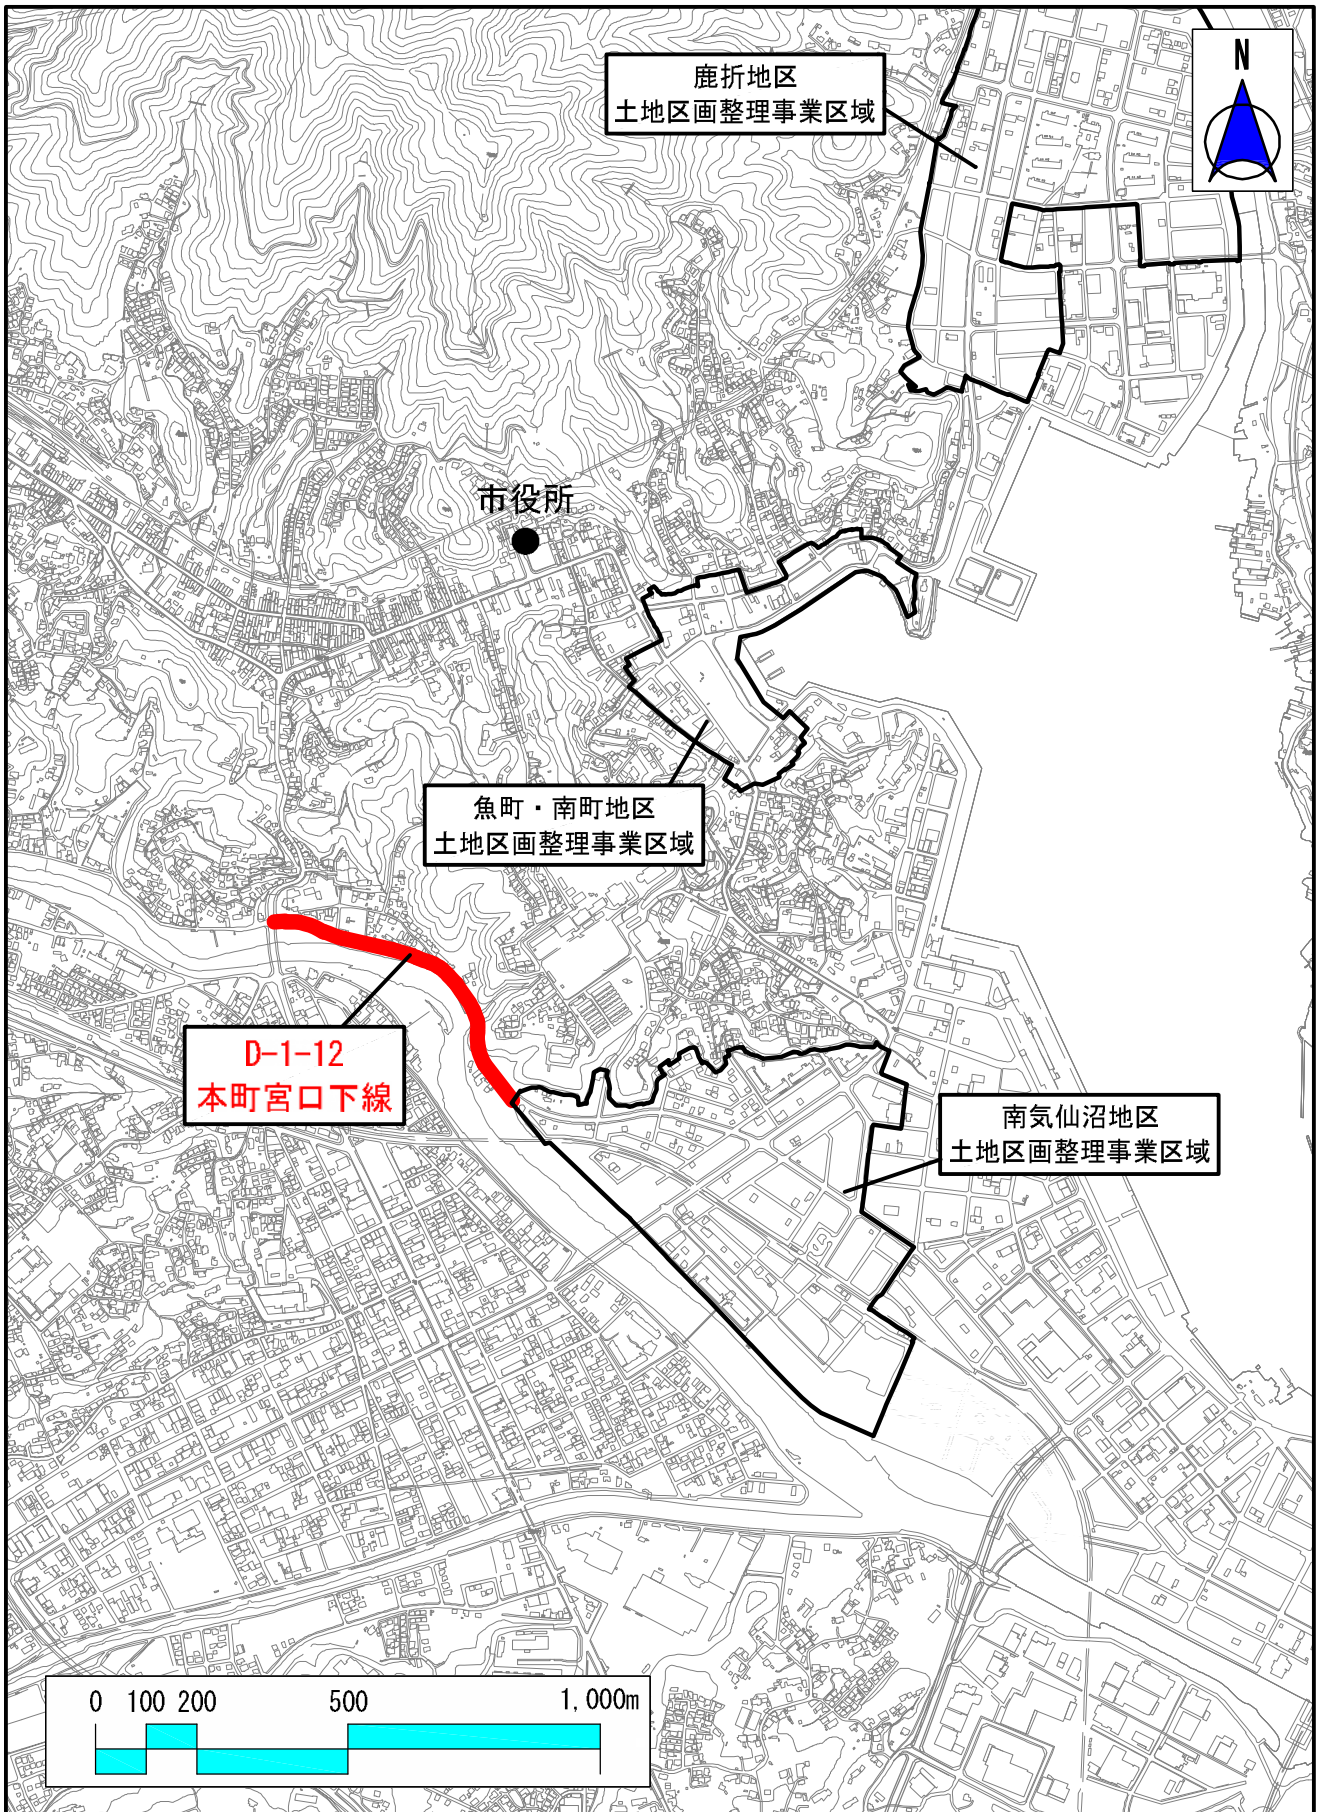 鹿折地区
土地区画整理事業区域
N
市役所
魚町・南町地区
土地区画整理事業区域
D-1-12
本町宮口下線
南気仙沼地区
土地区画整理事業区域
0 100 200 500 1,000m